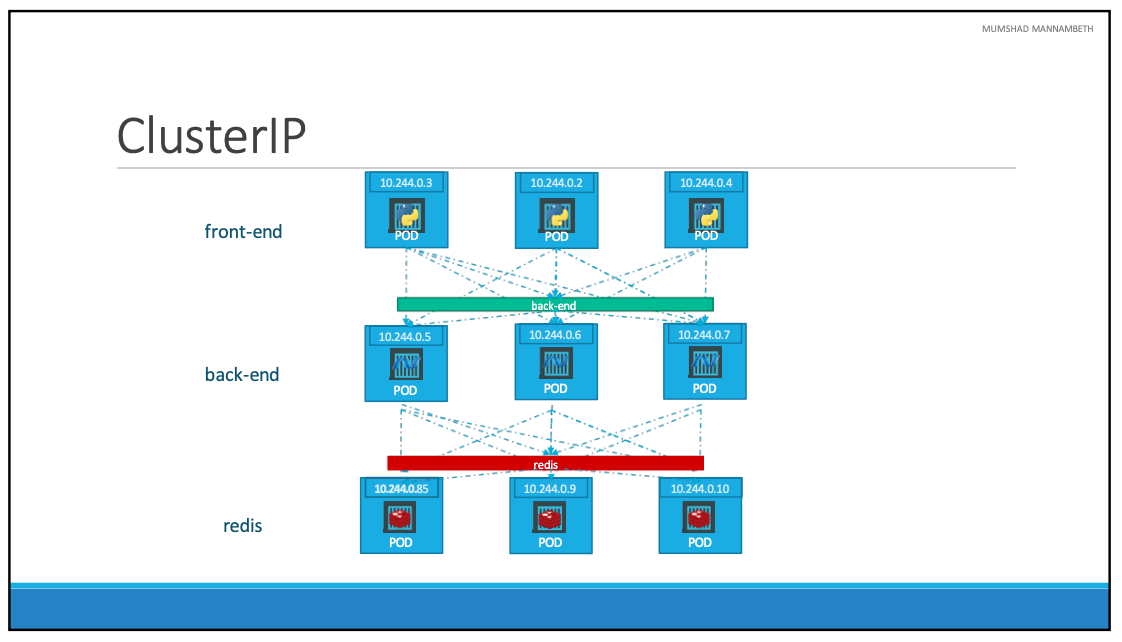 MUMSHAD MANNAMBETH
ClusterIP
10.244.0.3 10.244.0.2 10.244.0.4
front-end
POD POD POD
back-end
10.244.0.5 10.244.0.6 10.244.0.7
back-end
POD POD POD
redis
10.244.0.85 10.244.0.9 10.244.0.10
redis
POD POD POD